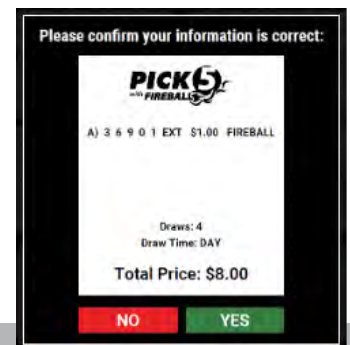 Please confirm your information is correct:
PICK 5
with FIREBALL
A) 3 6 9 0 1 EXT $1.00 FIREBALL
Draws: 4
Draw Time: DAY
Total Price: $8.00
NO YES